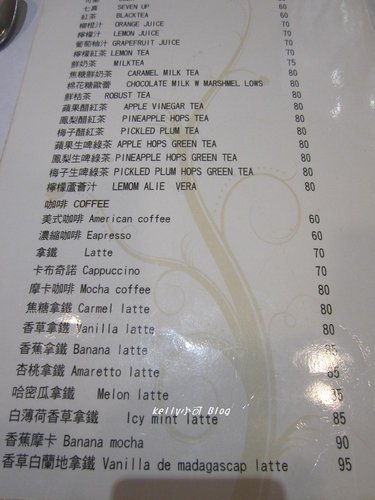 七喜 SEVEN UP 60
紅茶 BLACKTEA 60
柳橙汁 ORANGE JUICE 70
檸檬汁 LEMON JUICE 70
葡萄柚汁 GRAPEFRUIT JUICE 70
檸檬紅茶 LEMON TEA 70
鮮奶茶 MILKTEA 75
焦糖鮮奶茶 CARAMEL MILK TEA 80
棉花糖歐蕾 CHOCOLATE MILK W MARSHMEL LOWS 80
鮮桔茶 ROBUST TEA 80
蘋果醋紅茶 APPLE VINEGAR TEA 80
鳳梨醋紅茶 PINEAPPLE HOPS TEA 80
梅子醋紅茶 PICKLED PLUM TEA 80
蘋果生啤綠茶 APPLE HOPS GREEN TEA 80
鳳梨生啤綠茶 PINEAPPLE HOPS GREEN TEA 80
梅子生啤綠茶 PICKLED PLUM HOPS GREEN TEA 80
檸檬蘆薈汁 LEMOM ALIE VERA 80
咖啡 COFFEE
美式咖啡 American coffee 60
濃縮咖啡 Eapresso 60
拿鐵 Latte 70
卡布奇諾 Cappuccino 70
摩卡咖啡 Mocha coffee 80
焦糖拿鐵 Carmel latte 80
香草拿鐵 Vanilla latte 80
香蕉拿鐵 Banana latte 85
杏桃拿鐵 Amaretto latte 85
哈密瓜拿鐵 Melon latte 85
kelly小可 Blog
白薄荷香草拿鐵 Icy mint latte 85
香蕉摩卡 Banana mocha 90
香草白蘭地拿鐵 Vanilla de madagascap latte 95